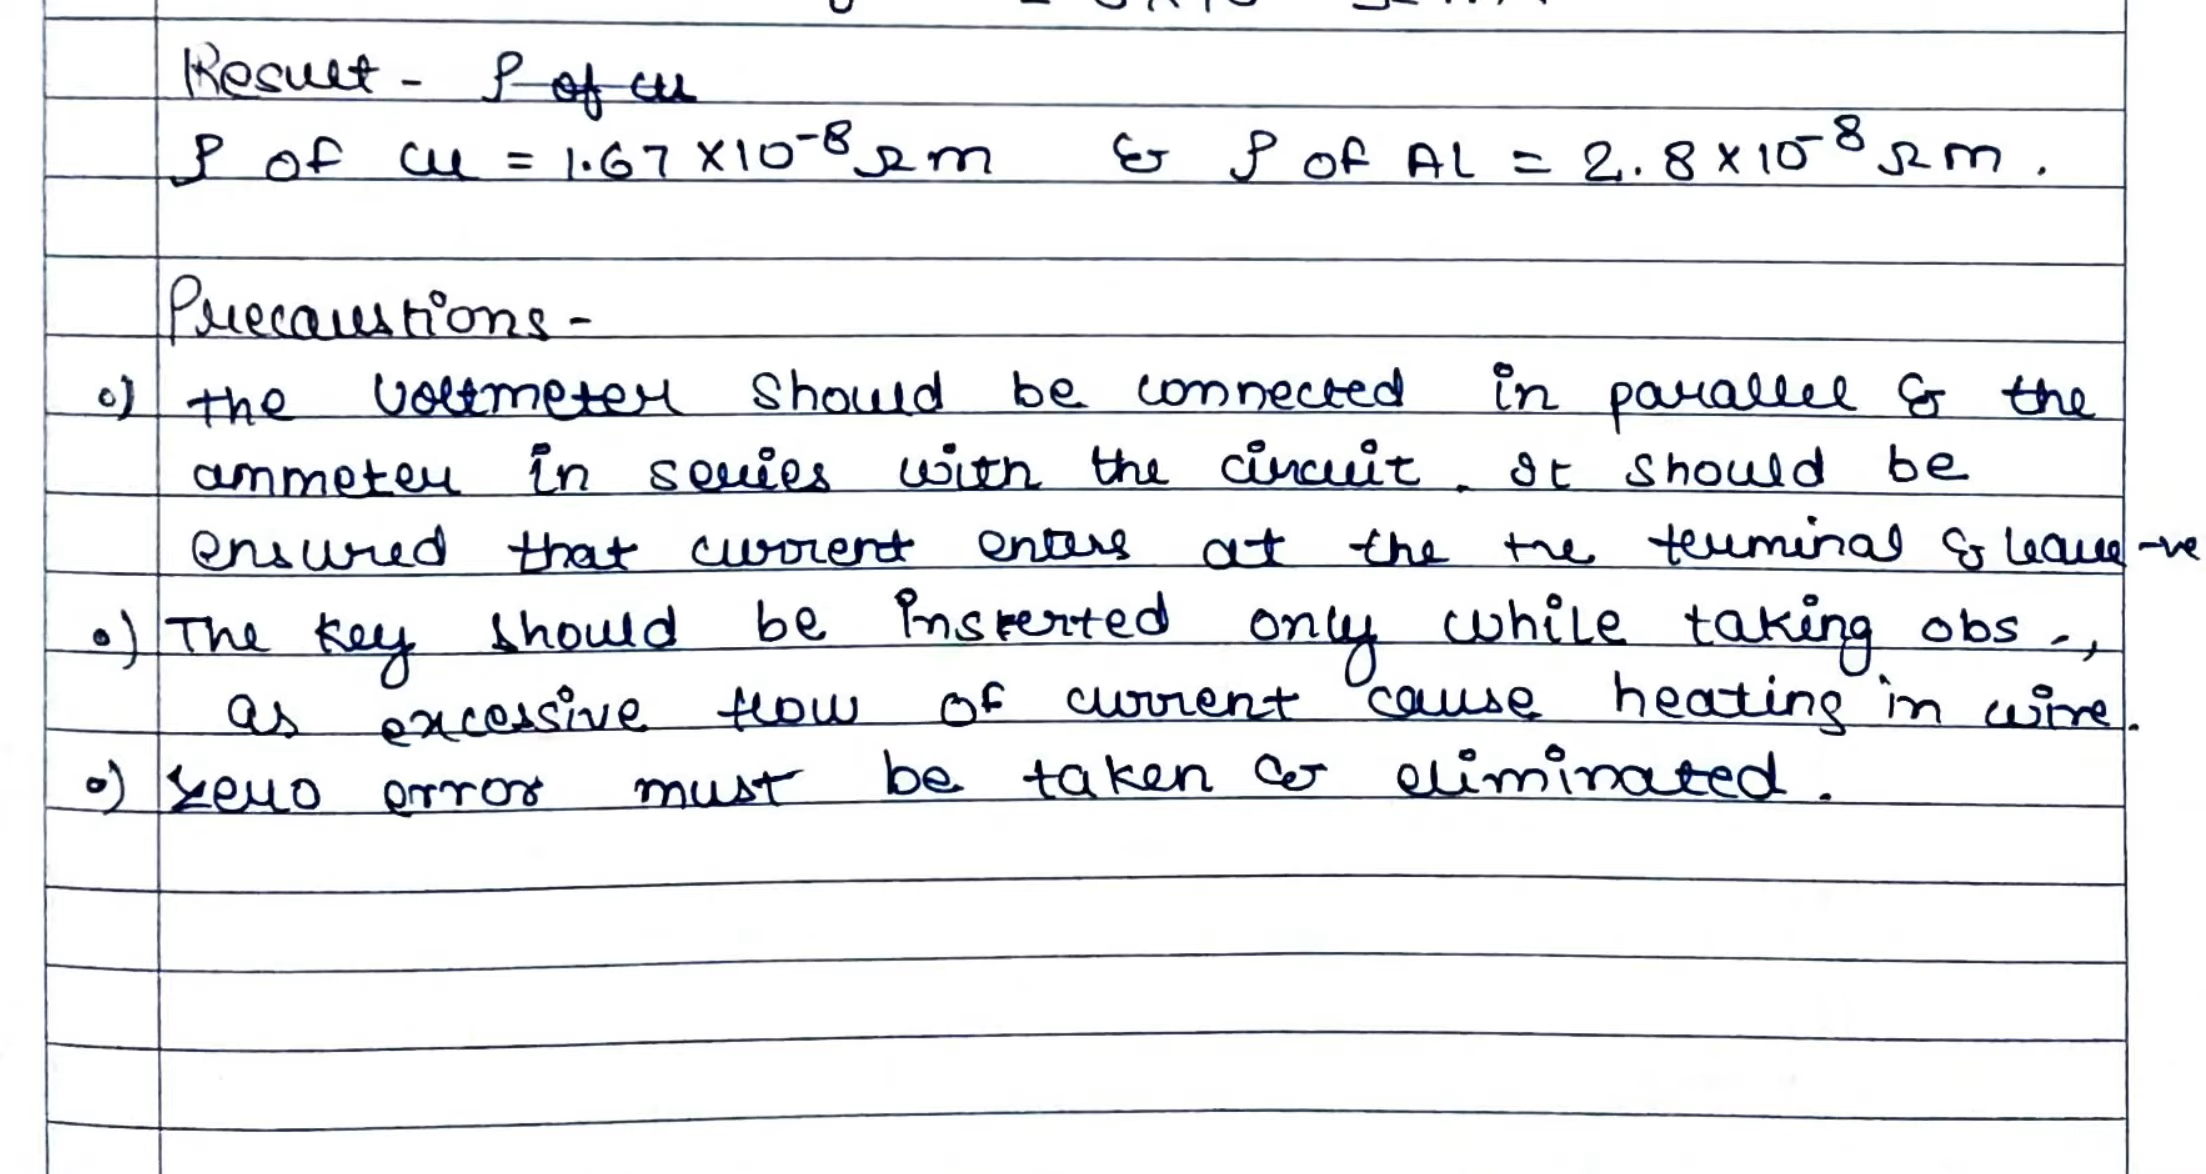 Result - ρ of cu
ρ of cu = 1.67 ×10⁻⁸ Ωm & ρ of AL = 2.8 × 10⁻⁸ Ωm.
Precaustions -
o) the voltmeter should be connected in parallel & the
ammeter in series with the circuit. It should be
ensured that current enters at the +ve terminal & leave -ve
o) The key should be Inserted only while taking obs.,
as excessive flow of current cause heating in wire.
o) zero error must be taken & eliminated.